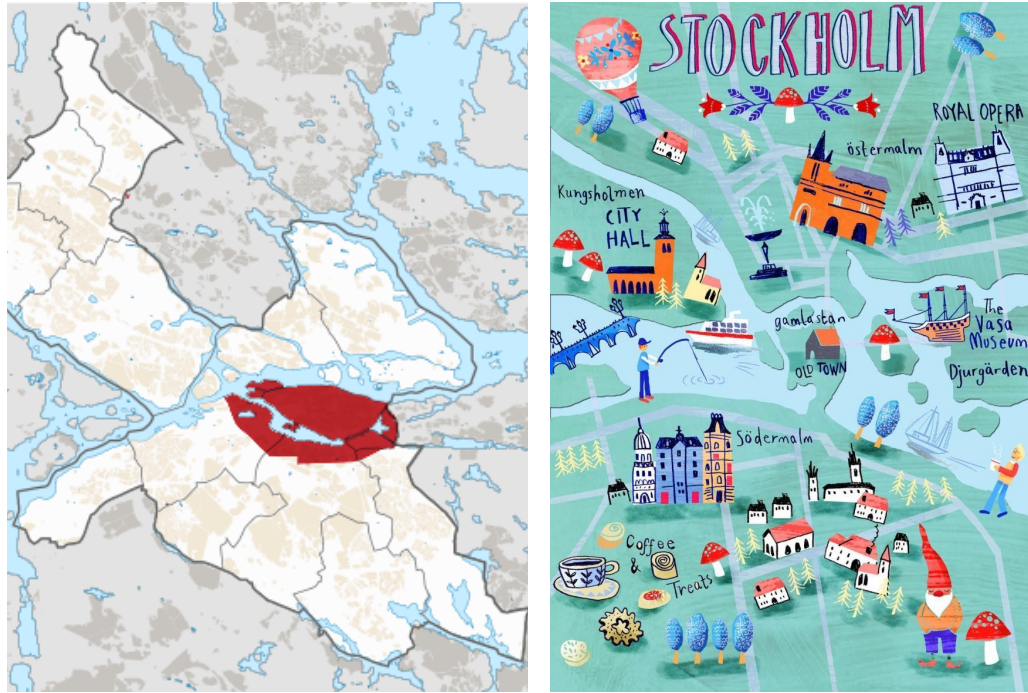 STOCKHOLM
ROYAL OPERA
östermalm
Kungsholmen
CITY
HALL
gamlastan
OLD TOWN
The
Vasa
Museum
Djurgården
Södermalm
Coffee
&
Treats